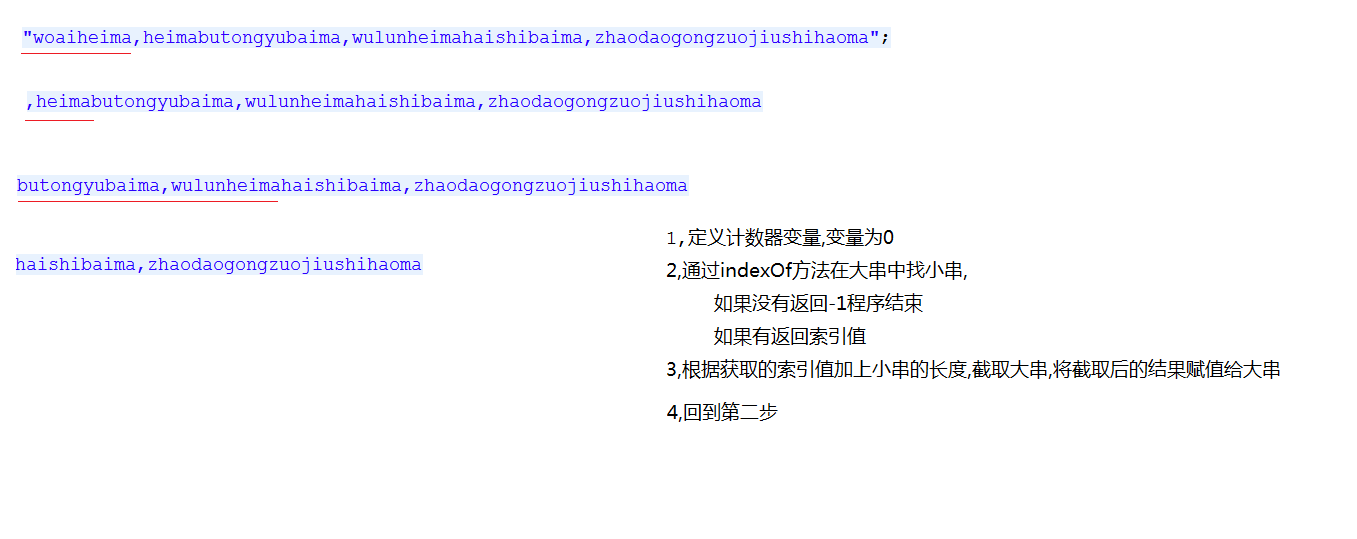 "woaiheima,heimabutongyubaima,wulunheimahaishibaima,zhaodaogongzuojiushihaoma";
,heimabutongyubaima,wulunheimahaishibaima,zhaodaogongzuojiushihaoma
butongyubaima,wulunheimahaishibaima,zhaodaogongzuojiushihaoma
haishibaima,zhaodaogongzuojiushihaoma
1,定义计数器变量,变量为0
2,通过indexOf方法在大串中找小串,
如果没有返回-1程序结束
如果有返回索引值
3,根据获取的索引值加上小串的长度,截取大串,将截取后的结果赋值给大串
4,回到第二步